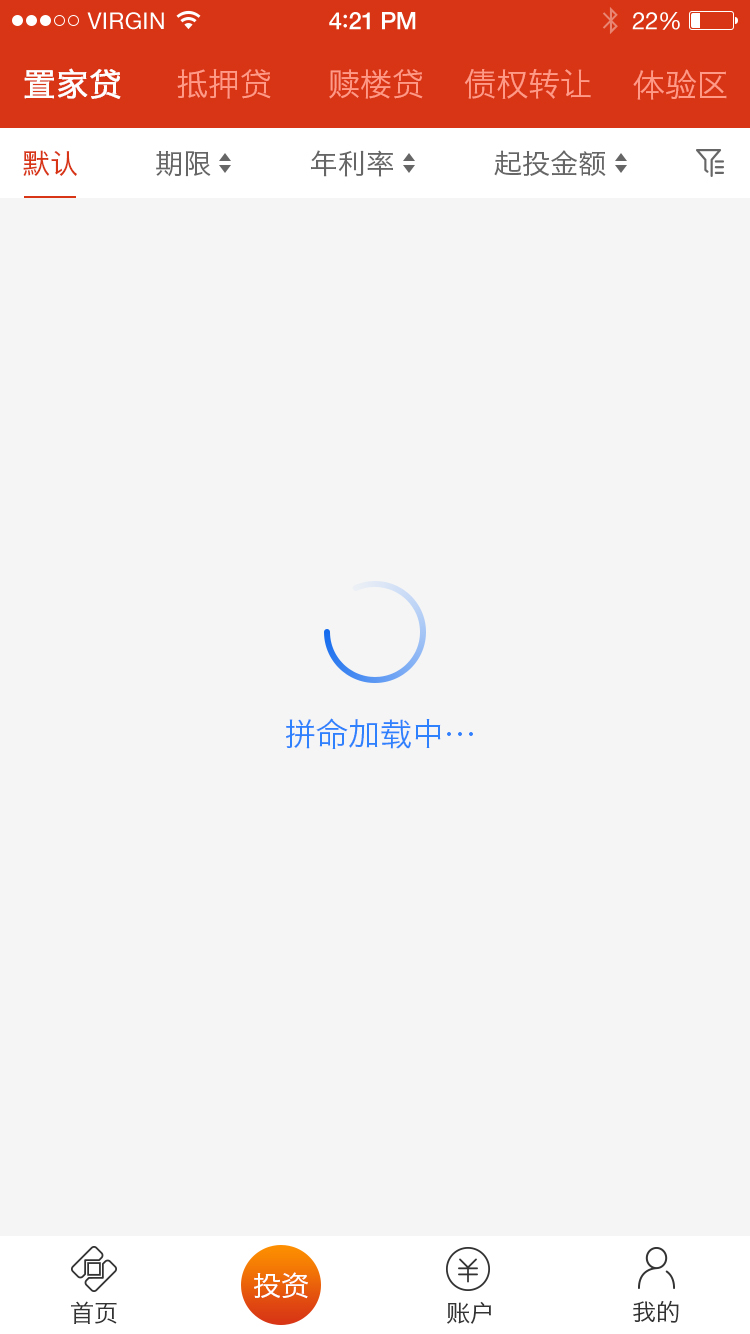 VIRGIN 4:21 PM 22%
置家贷 抵押贷 赎楼贷 债权转让 体验区
默认 期限 年利率 起投金额
拼命加载中···
首页 投资 账户 我的